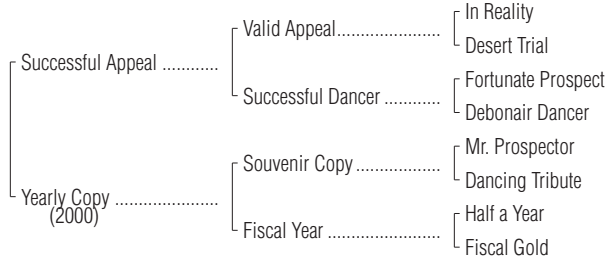 In Reality
Valid Appeal..................
Desert Trial
Successful Appeal ............
Fortunate Prospect
Successful Dancer ............
Debonair Dancer
Mr. Prospector
Souvenir Copy ..................
Dancing Tribute
Yearly Copy ......................
(2000)
Half a Year
Fiscal Year ......................
Fiscal Gold